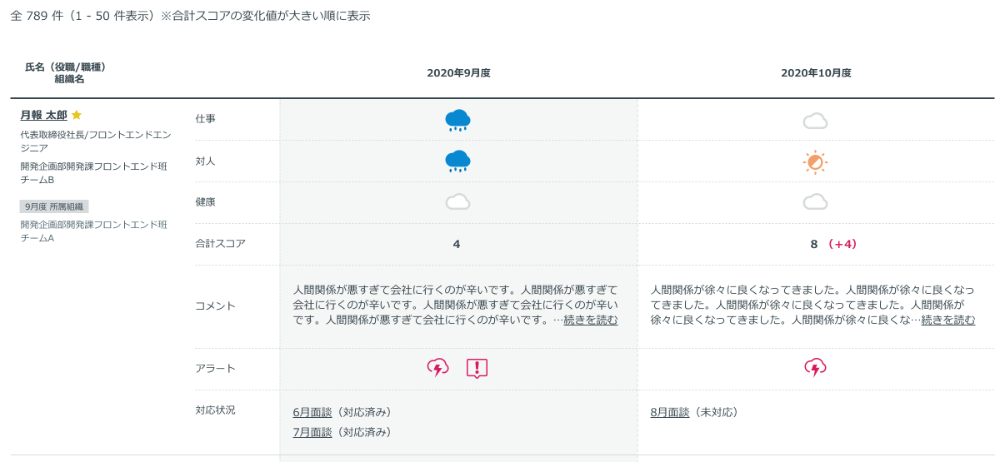 全 789 件（1 - 50 件表示）※合計スコアの変化値が大きい順に表示
氏名（役職/職種）
組織名
2020年9月度
2020年10月度
月報 太郎
代表取締役社長/フロントエンドエン
ジニア
開発企画部開発課フロントエンド班
チームB
9月度 所属組織
開発企画部開発課フロントエンド班
チームA
仕事
対人
健康
合計スコア
4
8 （+4）
コメント
人間関係が悪すぎて会社に行くのが辛いです。人間関係が悪すぎて
会社に行くのが辛いです。人間関係が悪すぎて会社に行くのが辛い
です。人間関係が悪すぎて会社に行くのが辛いです。…続きを読む
人間関係が徐々に良くなってきました。人間関係が徐々に良くなっ
てきました。人間関係が徐々に良くなってきました。人間関係が
徐々に良くなってきました。人間関係が徐々に良くな…続きを読む
アラート
対応状況
6月面談（対応済み）
7月面談（対応済み）
8月面談（未対応）